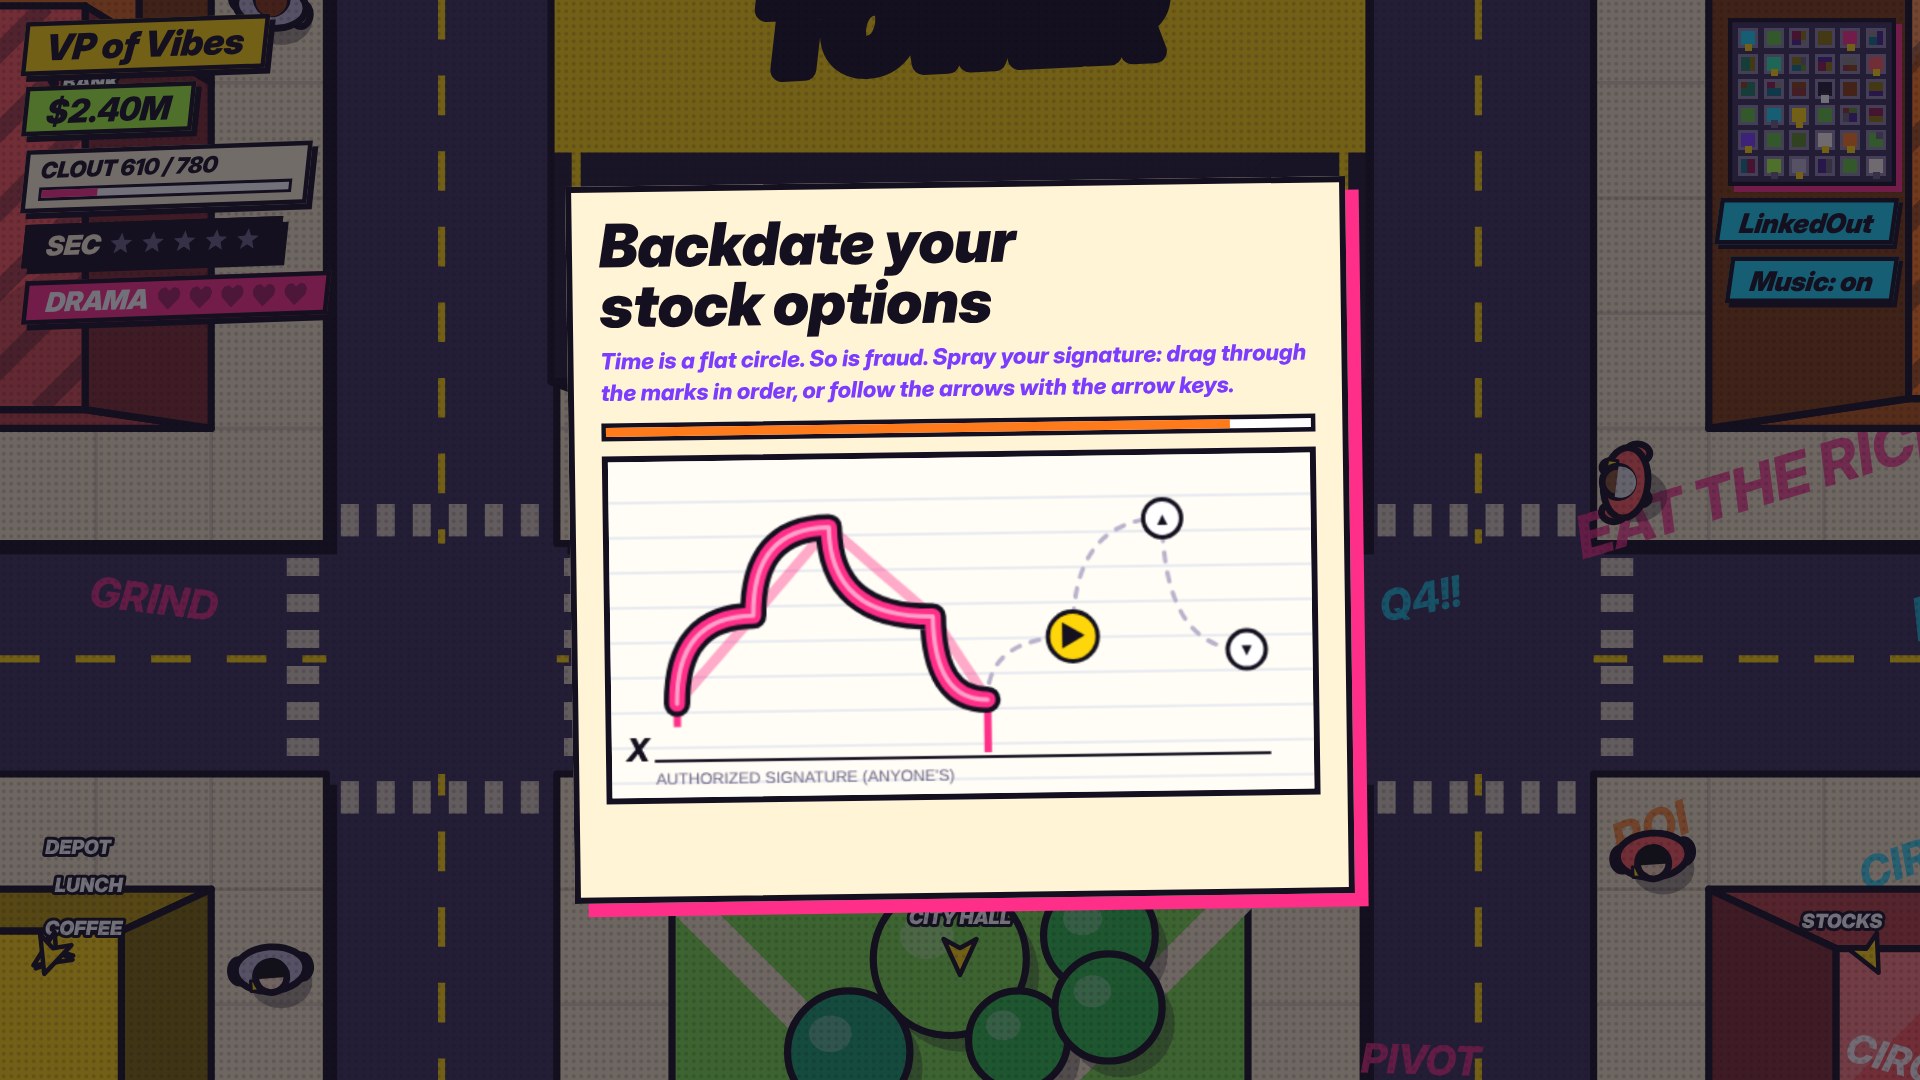 VP of Vibes
RANK
$2.40M
CLOUT 610 / 780
SEC
DRAMA
LinkedOut
Music: on
Backdate your
stock options
Time is a flat circle. So is fraud. Spray your signature: drag through
the marks in order, or follow the arrows with the arrow keys.
X
AUTHORIZED SIGNATURE (ANYONE'S)
GRIND
Q4!!
EAT THE RIC
DEPOT
LUNCH
COFFEE
CITY HALL
ROI
STOCKS
PIVOT